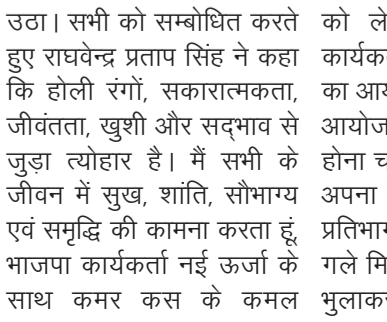 उठा। सभी को सम्बोधित करते
हुए राघवेन्द्र प्रताप सिंह ने कहा
कि होली रंगों, सकारात्मकता,
जीवंतता, खुशी और सद्भाव से
जुड़ा त्योहार है। मैं सभी के
जीवन में सुख, शांति, सौभाग्य
एवं समृद्धि की कामना करता हूं,
भाजपा कार्यकर्ता नई ऊर्जा के
साथ कमर कस के कमल
को ले
कार्यक
का आय
आयोज
होना च
अपना
प्रतिभाग
गले मि